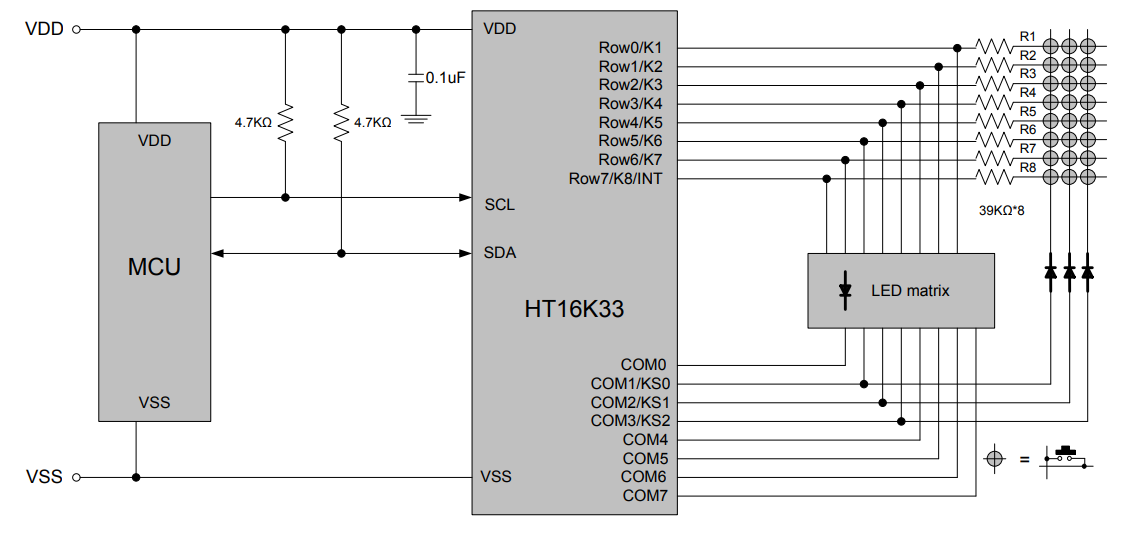 VDD
VDD
Row0/K1
Row1/K2
Row2/K3
Row3/K4
Row4/K5
Row5/K6
Row6/K7
Row7/K8/INT
R1
R2
R3
R4
R5
R6
R7
R8
0.1uF
4.7KΩ
4.7KΩ
VDD
SCL
39KΩ*8
SDA
MCU
LED matrix
HT16K33
COM0
COM1/KS0
COM2/KS1
COM3/KS2
COM4
COM5
COM6
COM7
VSS
VSS
VSS
=